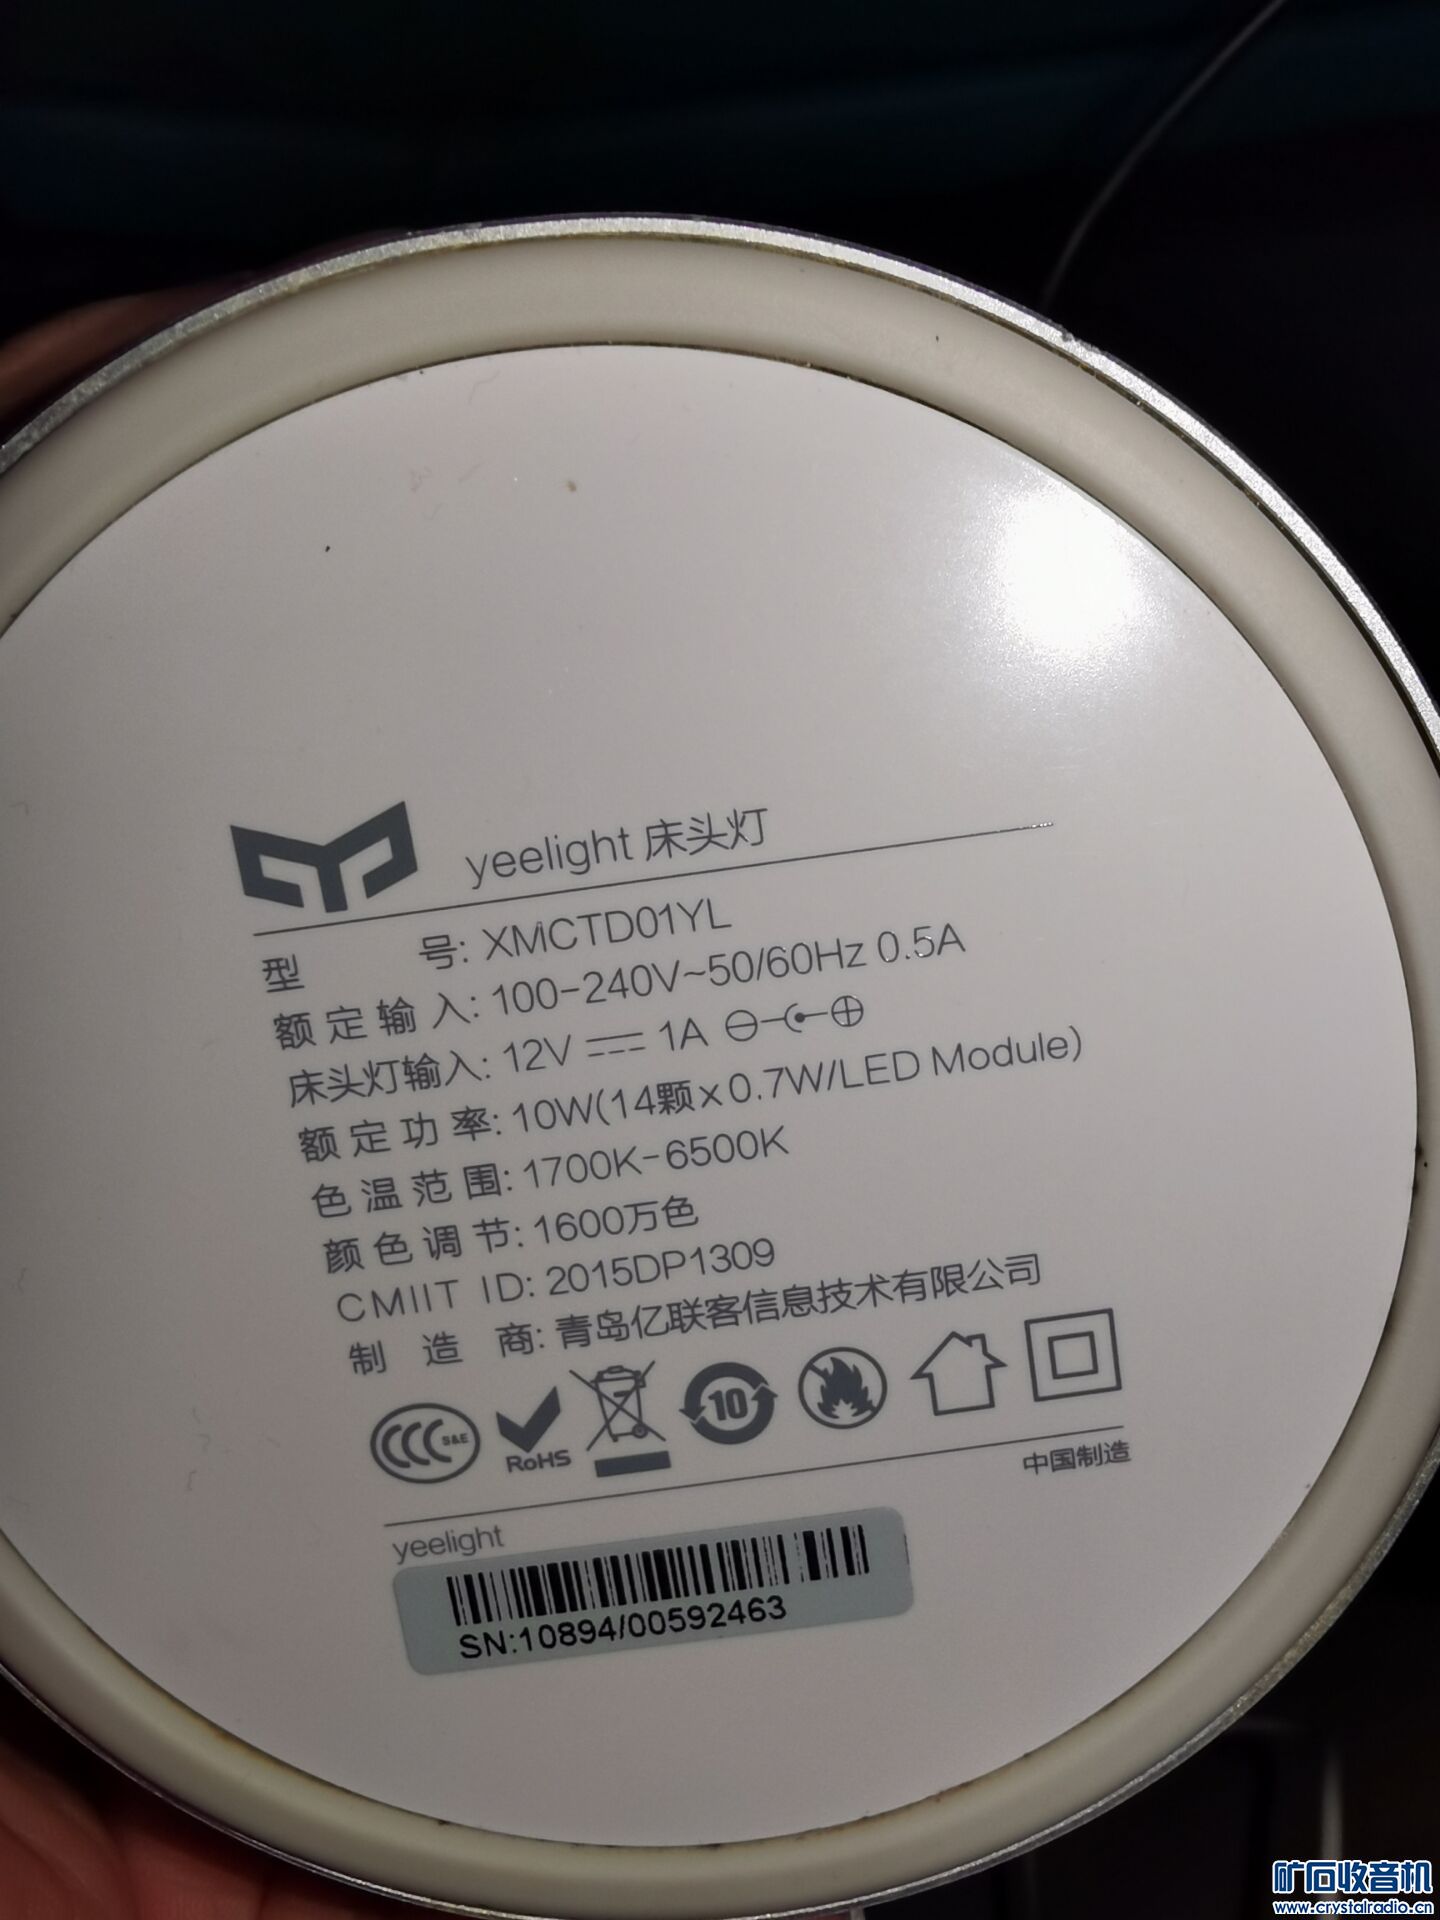 yeelight 床头灯
型 号: XMCTD01YL
额定输入: 100-240V~50/60Hz 0.5A
床头灯输入: 12V ⎓ 1A
额定功率: 10W(14颗x0.7W/LED Module)
色温范围: 1700K-6500K
颜色调节: 1600万色
CMIIT ID: 2015DP1309
制 造 商: 青岛亿联客信息技术有限公司
CCC S&E RoHS 10
中国制造
yeelight
SN:10894/00592463
矿石收音机
www.crystalradio.cn